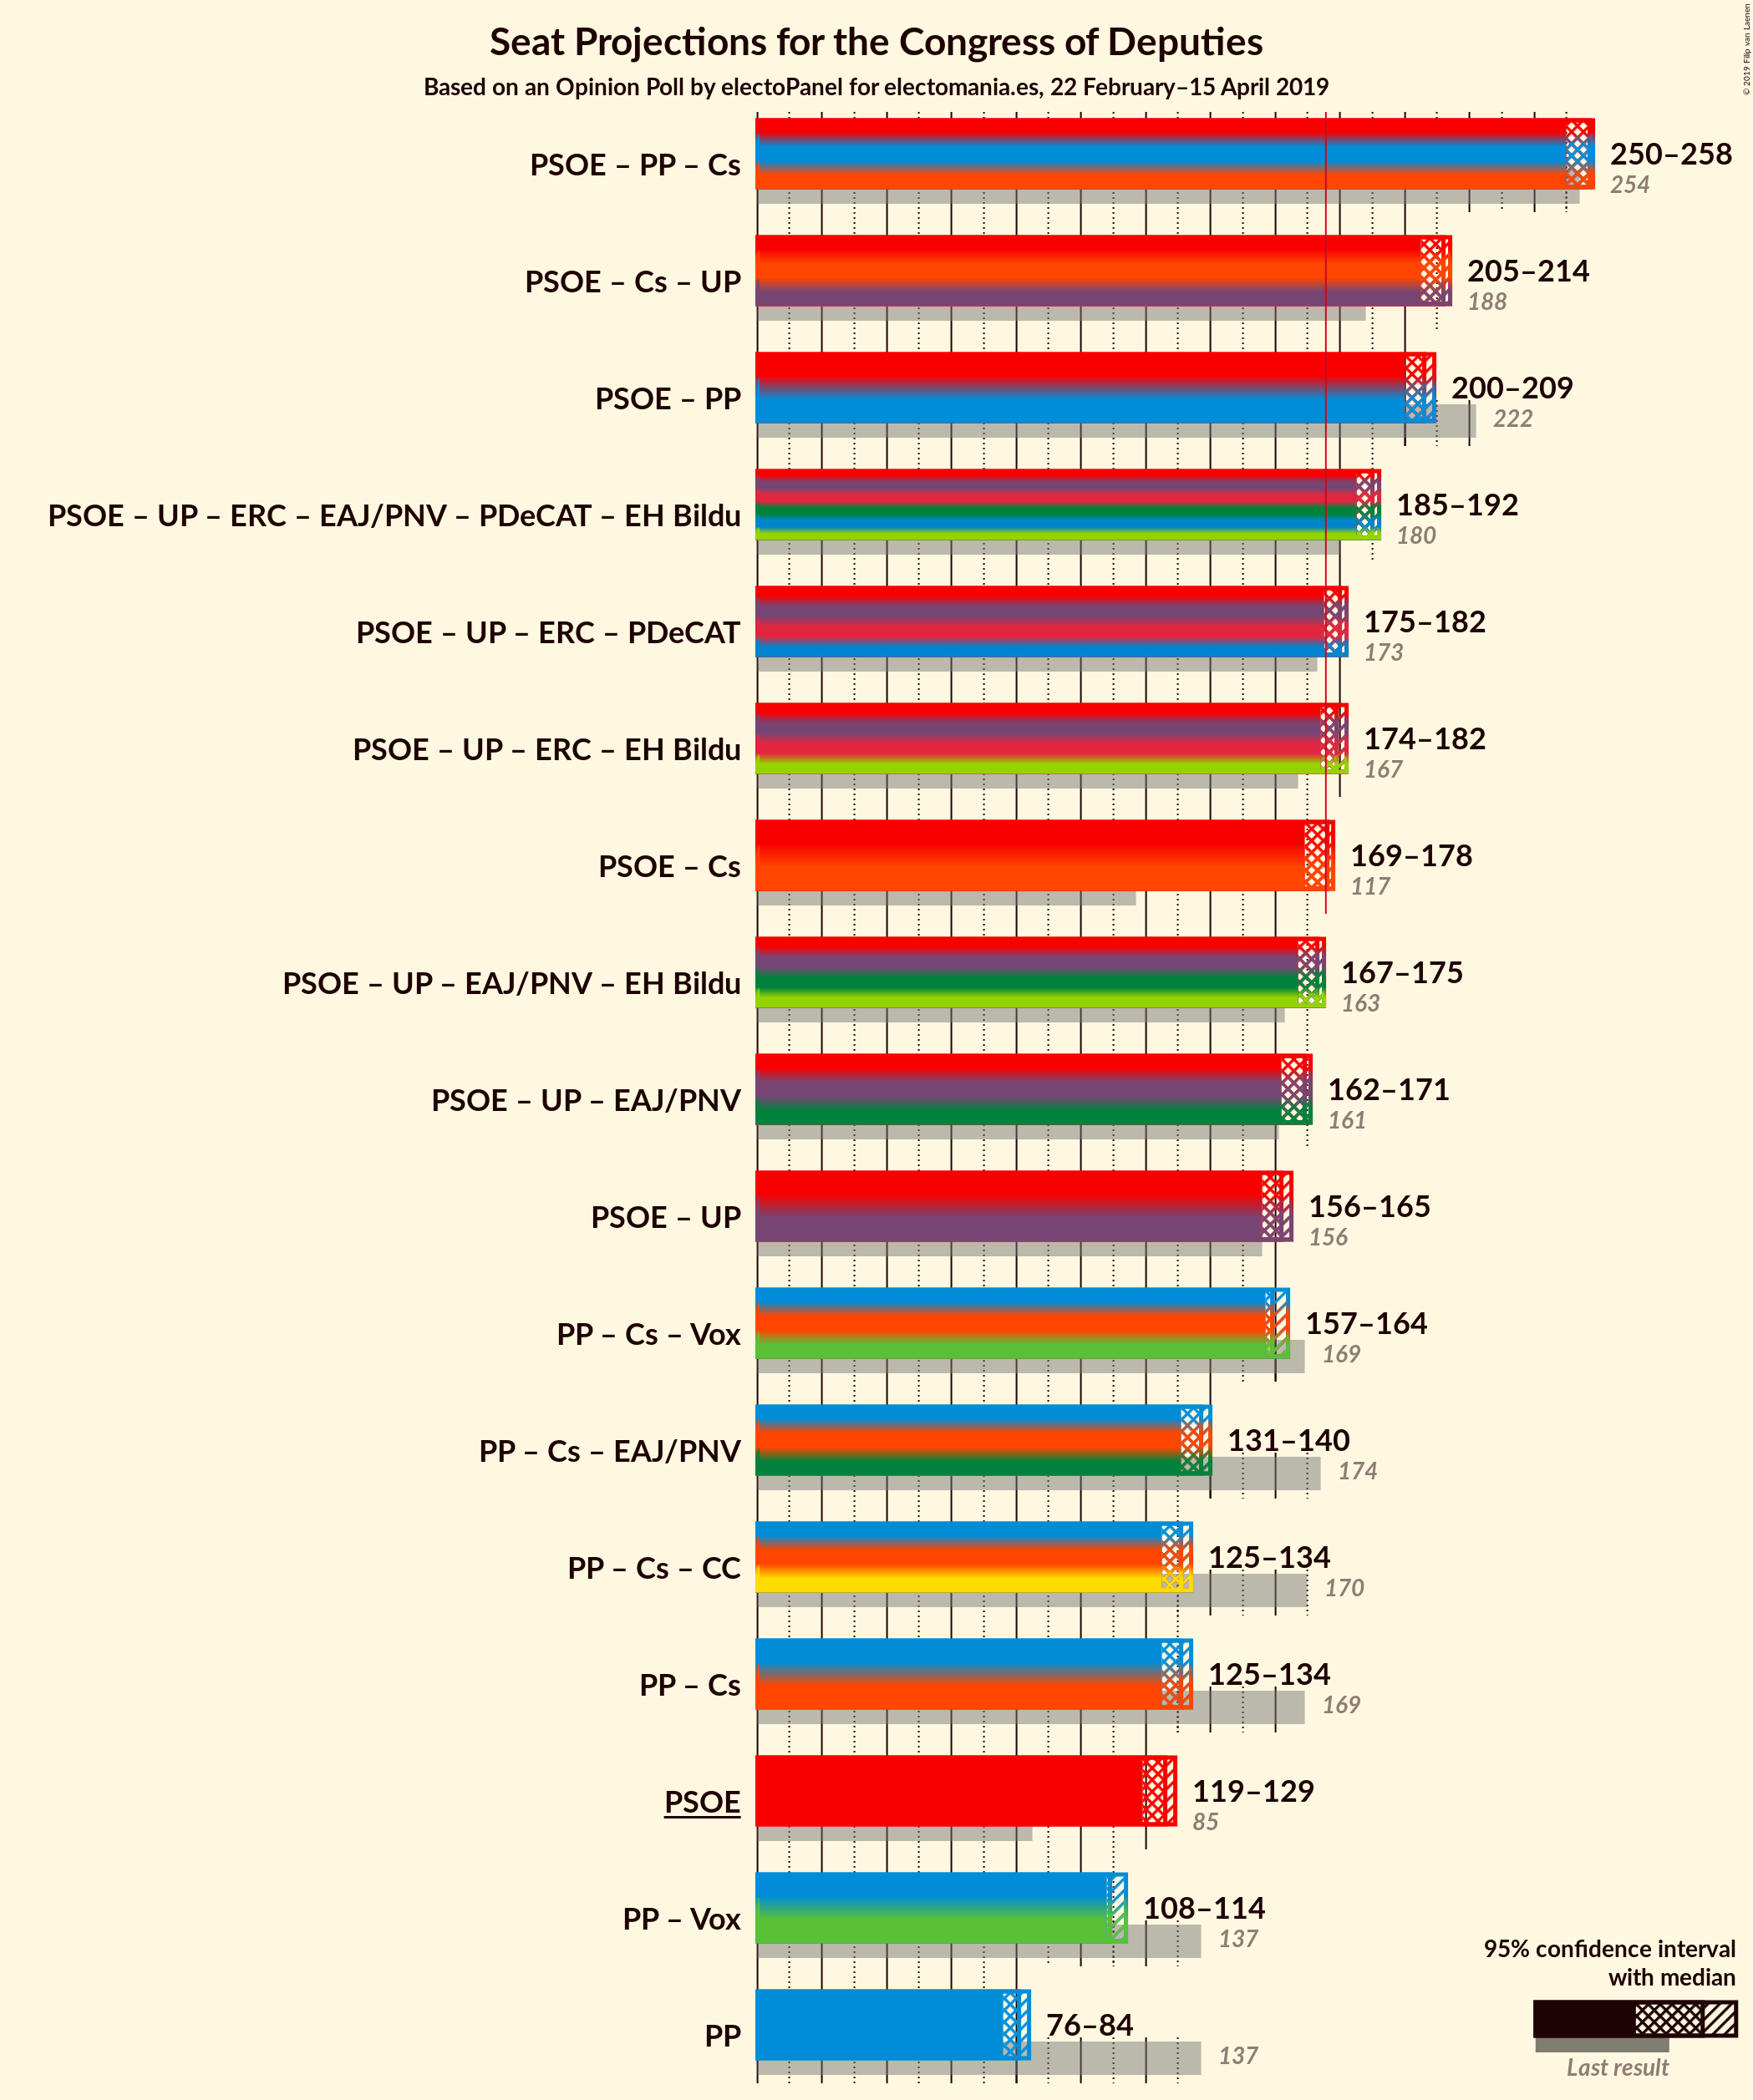 Seat Projections for the Congress of Deputies
Based on an Opinion Poll by electoPanel for electomania.es, 22 February–15 April 2019
© 2019 Filip van Laenen
PSOE – PP – Cs
250–258
254
PSOE – Cs – UP
205–214
188
PSOE – PP
200–209
222
PSOE – UP – ERC – EAJ/PNV – PDeCAT – EH Bildu
185–192
180
PSOE – UP – ERC – PDeCAT
175–182
173
PSOE – UP – ERC – EH Bildu
174–182
167
PSOE – Cs
169–178
117
PSOE – UP – EAJ/PNV – EH Bildu
167–175
163
PSOE – UP – EAJ/PNV
162–171
161
PSOE – UP
156–165
156
PP – Cs – Vox
157–164
169
PP – Cs – EAJ/PNV
131–140
174
PP – Cs – CC
125–134
170
PP – Cs
125–134
169
PSOE
119–129
85
PP – Vox
108–114
137
PP
76–84
137
95% confidence interval
with median
Last result